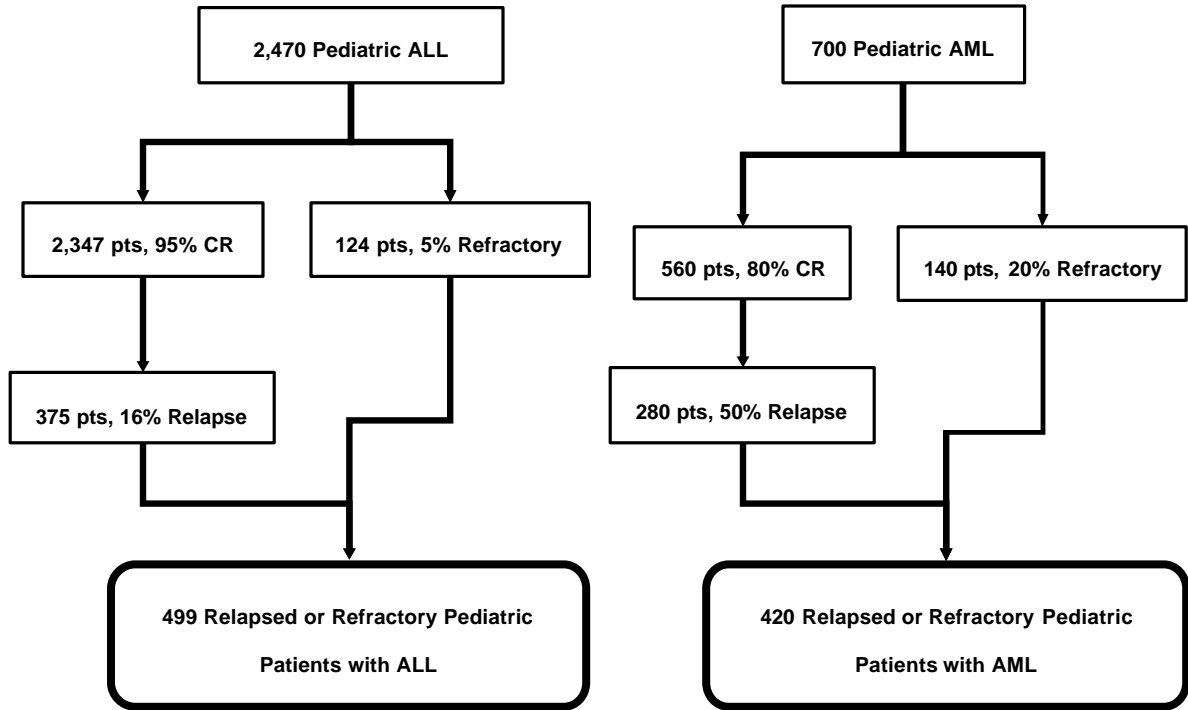 2,470 Pediatric ALL
2,347 pts, 95% CR
124 pts, 5% Refractory
375 pts, 16% Relapse
499 Relapsed or Refractory Pediatric
Patients with ALL
700 Pediatric AML
560 pts, 80% CR
140 pts, 20% Refractory
280 pts, 50% Relapse
420 Relapsed or Refractory Pediatric
Patients with AML